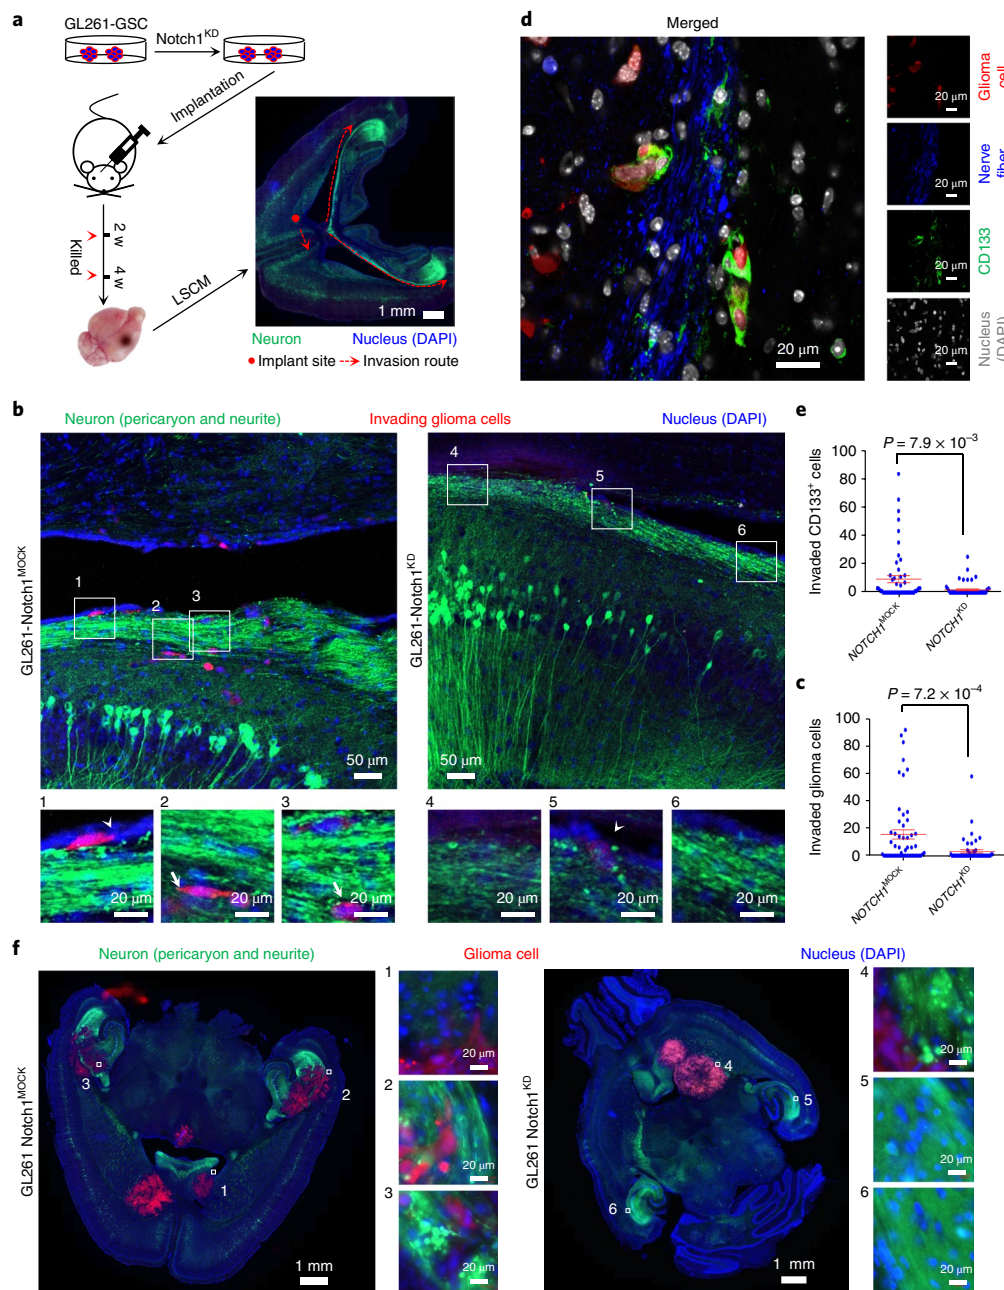 a
GL261-GSC
Notch1KD
Implantation
2 w
4 w
Killed
LSCM
1 mm
Neuron
Nucleus (DAPI)
Implant site
Invasion route
d
Merged
20 μm
Glioma cell
20 μm
Nerve fiber
20 μm
CD133
20 μm
Nucleus (DAPI)
20 μm
b
Neuron (pericaryon and neurite)
Invading glioma cells
Nucleus (DAPI)
GL261-Notch1MOCK
1
2
3
50 μm
GL261-Notch1KD
4
5
6
50 μm
1
20 μm
2
20 μm
3
20 μm
4
20 μm
5
20 μm
6
20 μm
e
P = 7.9 × 10−3
Invaded CD133+ cells
100
80
60
40
20
0
NOTCH1MOCK
NOTCH1KD
c
P = 7.2 × 10−4
Invaded glioma cells
100
80
60
40
20
0
NOTCH1MOCK
NOTCH1KD
f
Neuron (pericaryon and neurite)
Glioma cell
Nucleus (DAPI)
GL261 Notch1MOCK
3
2
1
1 mm
1
20 μm
2
20 μm
3
20 μm
GL261 Notch1KD
4
5
6
1 mm
4
20 μm
5
20 μm
6
20 μm